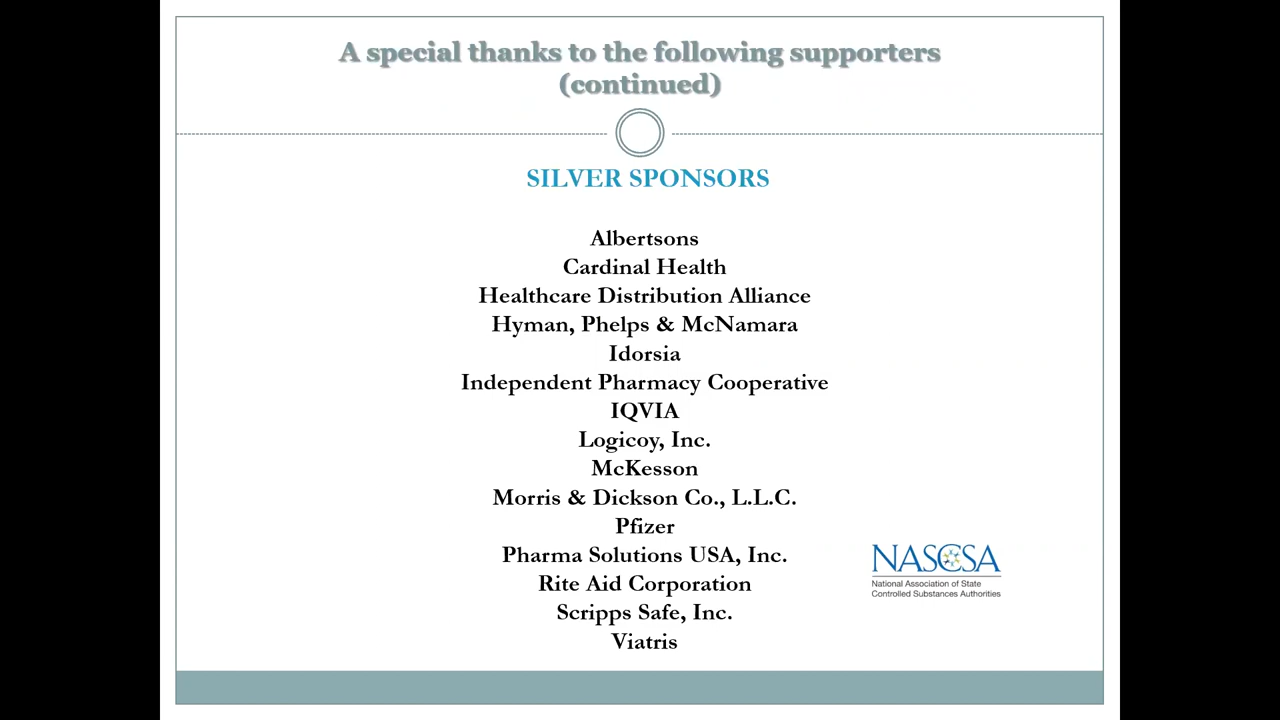 A special thanks to the following supporters
(continued)
SILVER SPONSORS
Albertsons
Cardinal Health
Healthcare Distribution Alliance
Hyman, Phelps & McNamara
Idorsia
Independent Pharmacy Cooperative
IQVIA
Logicoy, Inc.
McKesson
Morris & Dickson Co., L.L.C.
Pfizer
Pharma Solutions USA, Inc.
Rite Aid Corporation
Scripps Safe, Inc.
Viatris
NASCSA
National Association of State
Controlled Substances Authorities